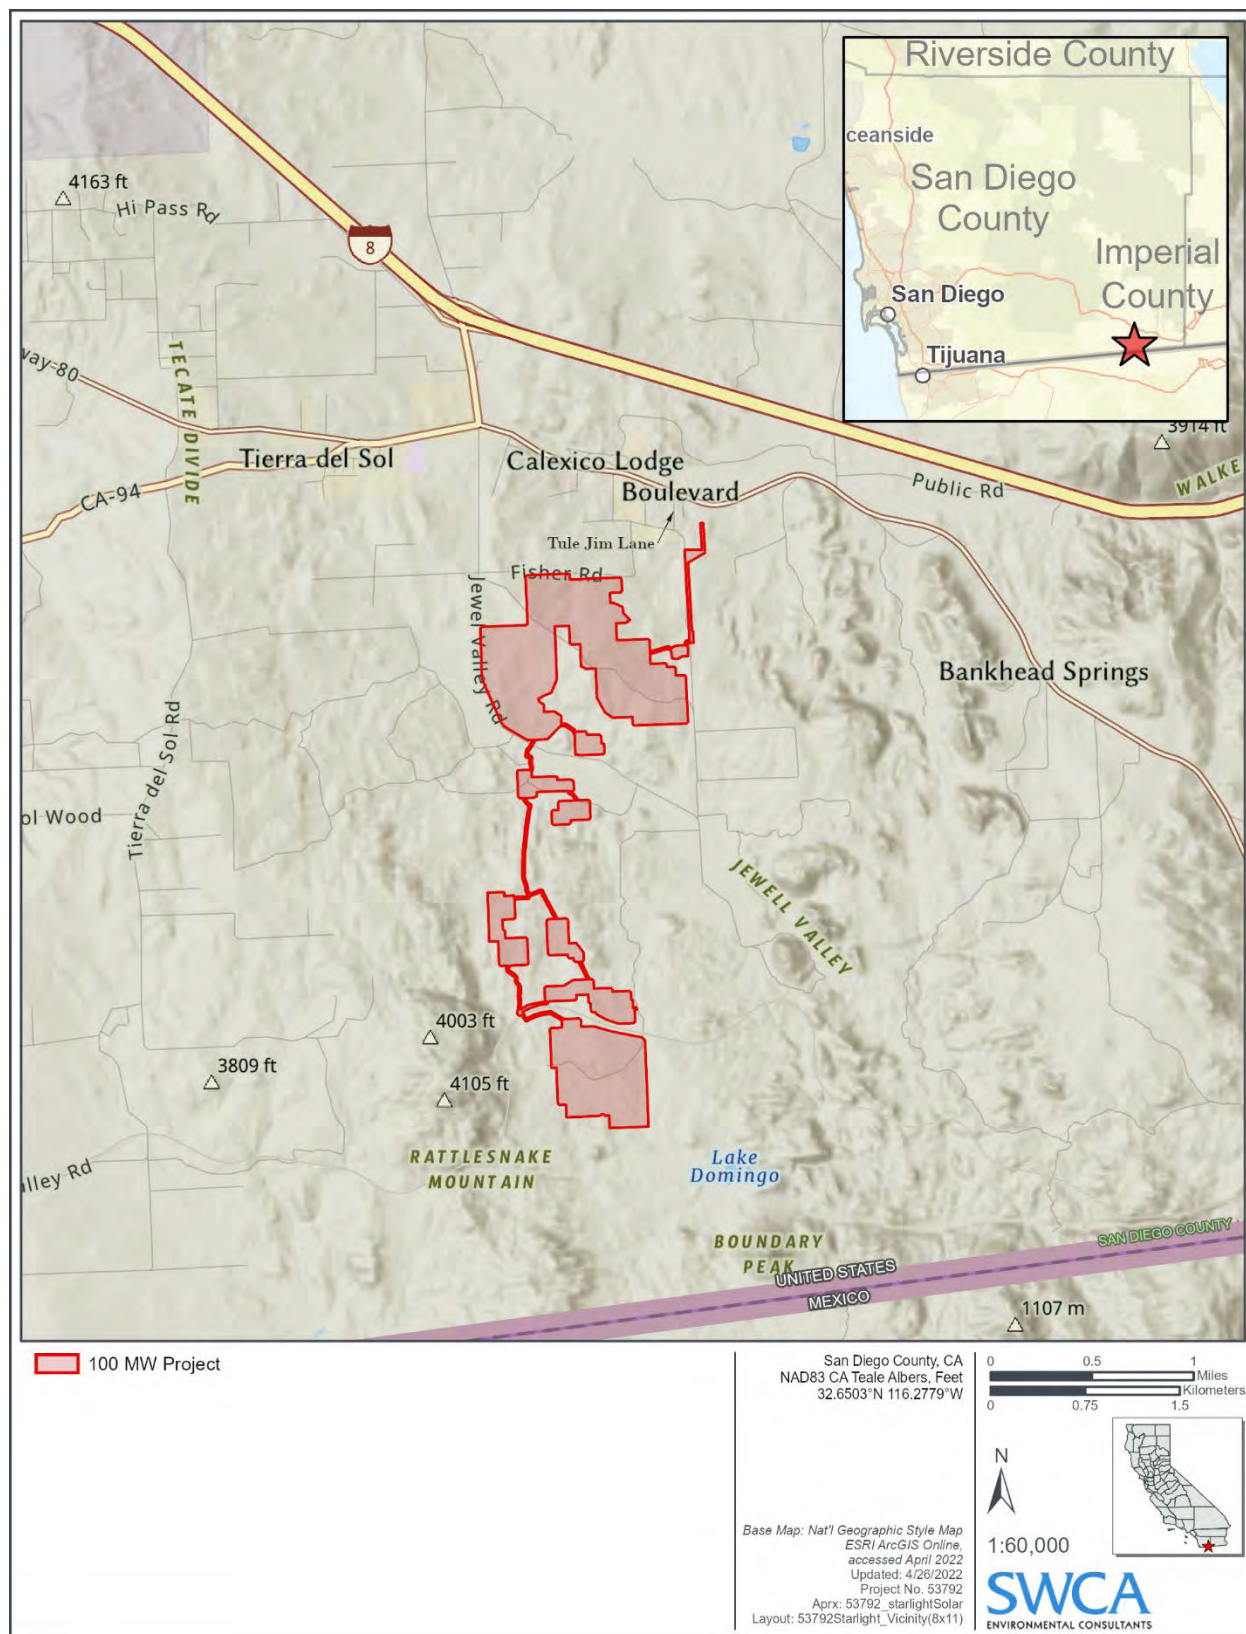 Riverside County
ceanside
San Diego
County
Imperial
County
San Diego
Tijuana
4163 ft
Hi Pass Rd
8
way-80
TECATE DIVIDE
3914 ft
WALKE
Tierra del Sol
Calexico Lodge
Boulevard
Public Rd
CA-94
Tule Jim Lane
Fisher Rd
Jewel Valley Rd
Bankhead Springs
Tierra del Sol Rd
ol Wood
JEWELL VALLEY
4003 ft
3809 ft
4105 ft
RATTLESNAKE
MOUNTAIN
Lake
Domingo
alley Rd
BOUNDARY
PEAK
SAN DIEGO COUNTY
UNITED STATES
MEXICO
1107 m
100 MW Project
San Diego County, CA
NAD83 CA Teale Albers, Feet
32.6503°N 116.2779°W
0 0.5 1
Miles
Kilometers
0 0.75 1.5
N
1:60,000
Base Map: Nat'l Geographic Style Map
ESRI ArcGIS Online,
accessed April 2022
Updated: 4/26/2022
Project No. 53792
Aprx: 53792_starlightSolar
Layout: 53792Starlight_Vicinity(8x11)
SWCA
ENVIRONMENTAL CONSULTANTS